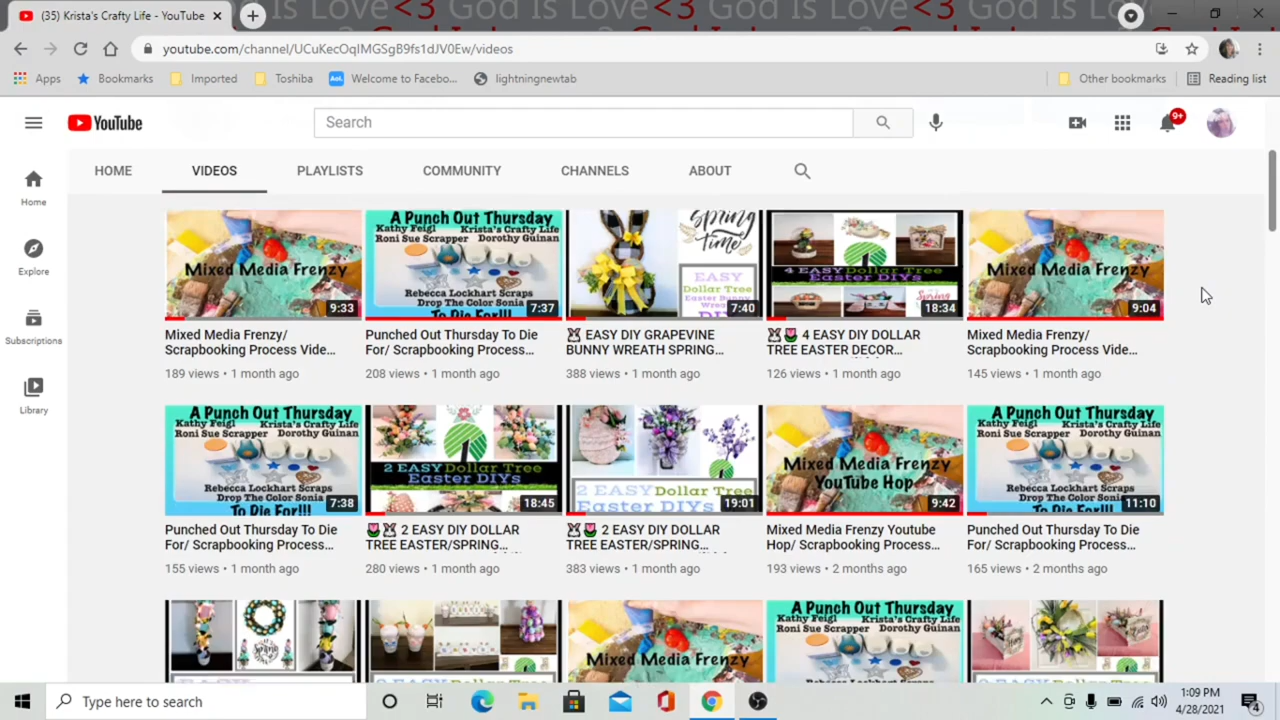 God Is Love<3 God Is Love<3 God Is Love<3
(35) Krista's Crafty Life - YouTube
youtube.com/channel/UCuKecOqIMGSgB9fs1dJV0Ew/videos
Apps Bookmarks Imported Toshiba Aol. Welcome to Facebo... lightningnewtab Other bookmarks Reading list
YouTube Search 9+
HOME VIDEOS PLAYLISTS COMMUNITY CHANNELS ABOUT
Home
Explore
Subscriptions
Library
Mixed Media Frenzy
9:33
Mixed Media Frenzy/
Scrapbooking Process Vide...
189 views • 1 month ago
A Punch Out Thursday
Kathy Feigl Krista's Crafty Life
Roni Sue Scrapper Dorothy Guinan
Rebecca Lockhart Scraps
Drop The Color Sonia
To Die For!!!
7:37
Punched Out Thursday To Die
For/ Scrapbooking Process...
208 views • 1 month ago
Spring
TIME
EASY
Dollar Tree
Easter Bunny
Wreath
7:40
EASY DIY GRAPEVINE
BUNNY WREATH SPRING...
388 views • 1 month ago
4 EASY Dollar Tree Easter DIYs
Spring
18:34
4 EASY DIY DOLLAR
TREE EASTER DECOR...
126 views • 1 month ago
Mixed Media Frenzy
9:04
Mixed Media Frenzy/
Scrapbooking Process Vide...
145 views • 1 month ago
A Punch Out Thursday
Kathy Feigl Krista's Crafty Life
Roni Sue Scrapper Dorothy Guinan
Rebecca Lockhart Scraps
Drop The Color Sonia
To Die For!!!
7:38
Punched Out Thursday To Die
For/ Scrapbooking Process...
155 views • 1 month ago
2 EASY Dollar Tree
Easter DIYs
18:45
2 EASY DIY DOLLAR
TREE EASTER/SPRING...
280 views • 1 month ago
2 EASY Dollar Tree
Easter DIYs
19:01
2 EASY DIY DOLLAR
TREE EASTER/SPRING...
383 views • 1 month ago
Mixed Media Frenzy
YouTube Hop
9:42
Mixed Media Frenzy Youtube
Hop/ Scrapbooking Process...
193 views • 2 months ago
A Punch Out Thursday
Kathy Feigl Krista's Crafty Life
Roni Sue Scrapper Dorothy Guinan
Rebecca Lockhart Scraps
Drop The Color Sonia
To Die For!!!
11:10
Punched Out Thursday To Die
For/ Scrapbooking Process...
165 views • 2 months ago
Spring
Mixed Media Frenzy
A Punch Out Thursday
Kathy Feigl Krista's Crafty Life
Roni Sue Scrapper Dorothy Guinan
Type here to search
1:09 PM
4/28/2021
4